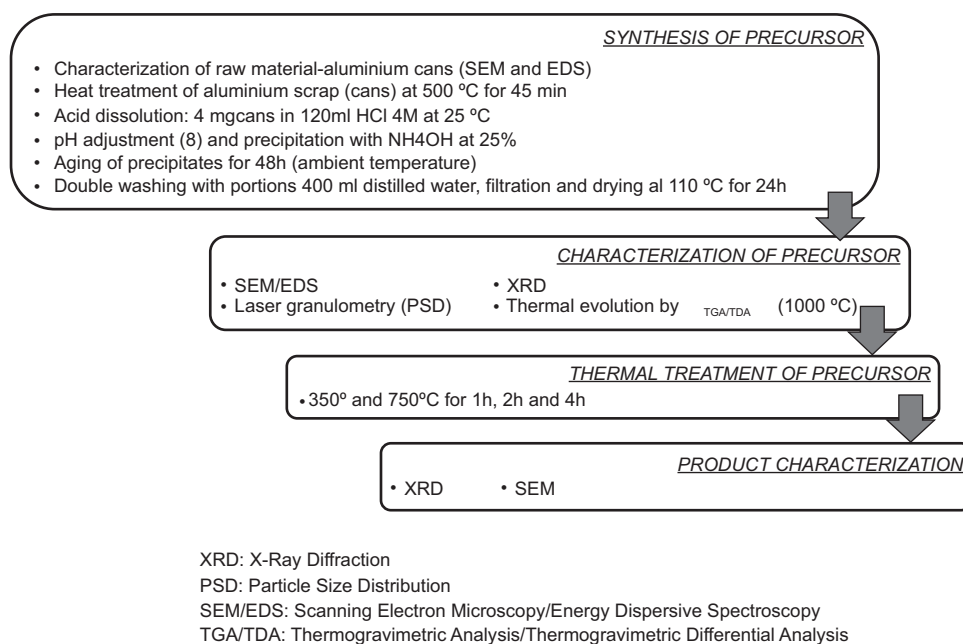 SYNTHESIS OF PRECURSOR
• Characterization of raw material-aluminium cans (SEM and EDS)
• Heat treatment of aluminium scrap (cans) at 500 ºC for 45 min
• Acid dissolution: 4 mgcans in 120ml HCl 4M at 25 ºC
• pH adjustment (8) and precipitation with NH4OH at 25%
• Aging of precipitates for 48h (ambient temperature)
• Double washing with portions 400 ml distilled water, filtration and drying al 110 ºC for 24h
CHARACTERIZATION OF PRECURSOR
• SEM/EDS • XRD
• Laser granulometry (PSD) • Thermal evolution by TGA/TDA (1000 ºC)
THERMAL TREATMENT OF PRECURSOR
• 350º and 750ºC for 1h, 2h and 4h
PRODUCT CHARACTERIZATION
• XRD • SEM
XRD: X-Ray Diffraction
PSD: Particle Size Distribution
SEM/EDS: Scanning Electron Microscopy/Energy Dispersive Spectroscopy
TGA/TDA: Thermogravimetric Analysis/Thermogravimetric Differential Analysis